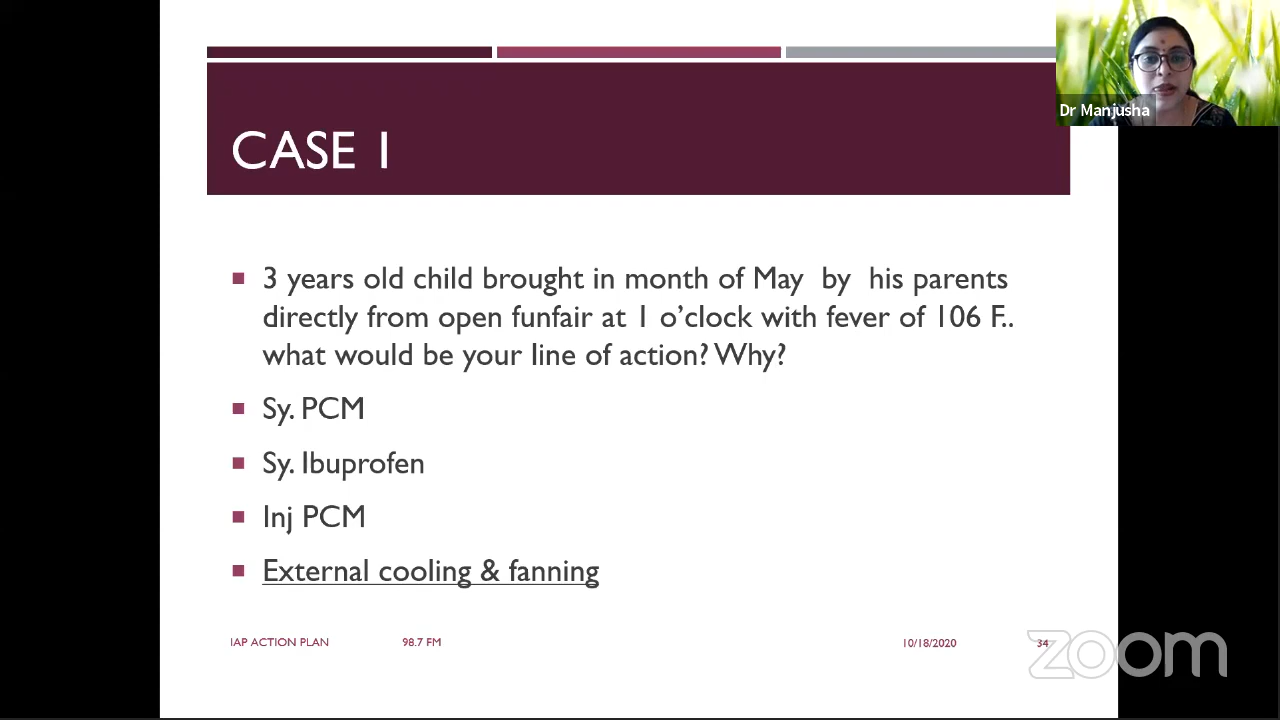 Dr Manjusha
CASE 1
3 years old child brought in month of May by his parents
directly from open funfair at 1 o’clock with fever of 106 F..
what would be your line of action? Why?
Sy. PCM
Sy. Ibuprofen
Inj PCM
External cooling & fanning
IAP ACTION PLAN 98.7 FM 10/18/2020 34
zoom